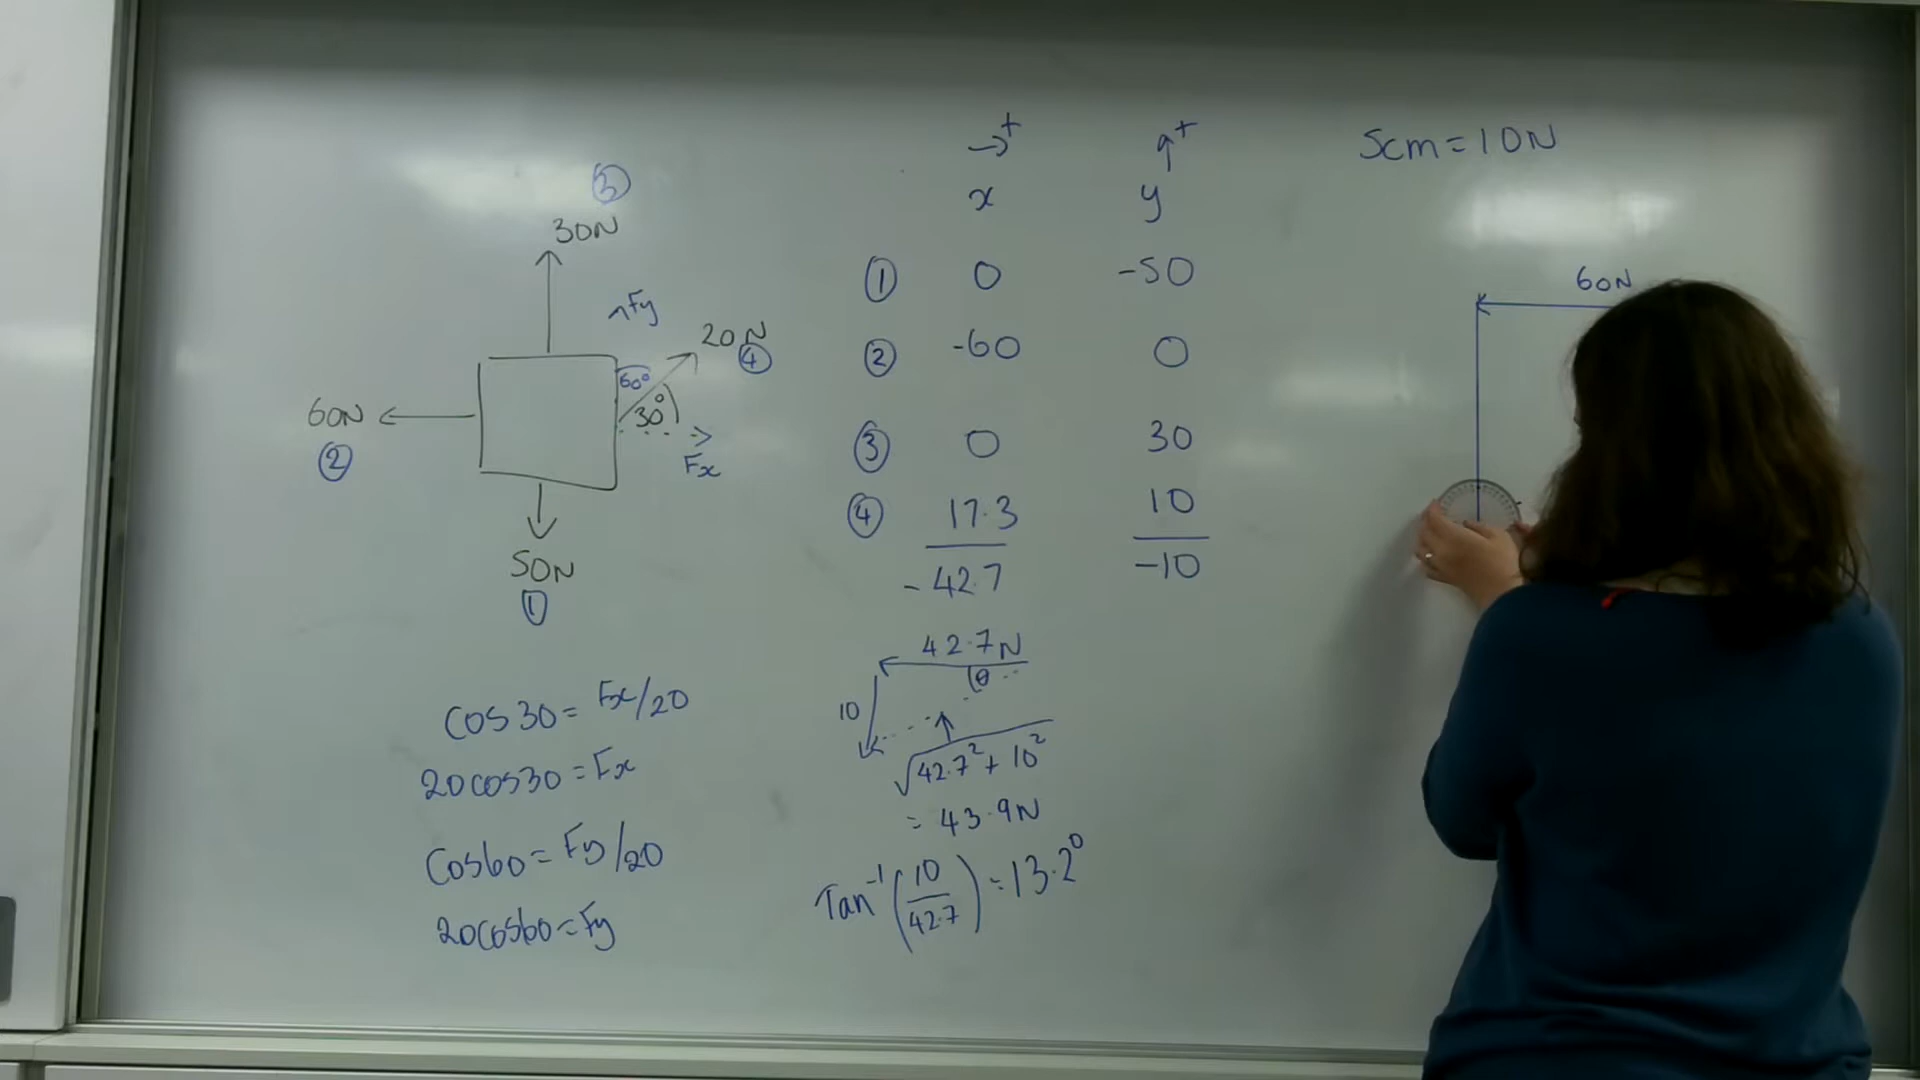 ③
30N
Fy
20N
④
60°
30°
60N
②
Fx
50N
①
cos30 = Fx/20
20cos30 = Fx
Cos60 = Fy/20
20cos60 = Fy
→+ ↑+
x y
① 0 -50
② -60 0
③ 0 30
④ 17.3 10
-42.7 -10
42.7N
θ
10
√42.7² + 10²
= 43.9N
Tan⁻¹(10/42.7) = 13.2°
5cm = 10N
60N